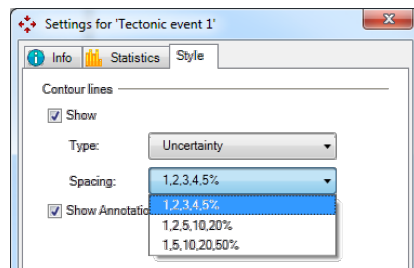 Settings for 'Tectonic event 1'
Info Statistics Style
Contour lines
Show
Type: Uncertainty
Spacing: 1,2,3,4,5%
1,2,3,4,5%
Show
1,2,5,10,20%
1,5,10,20,50%